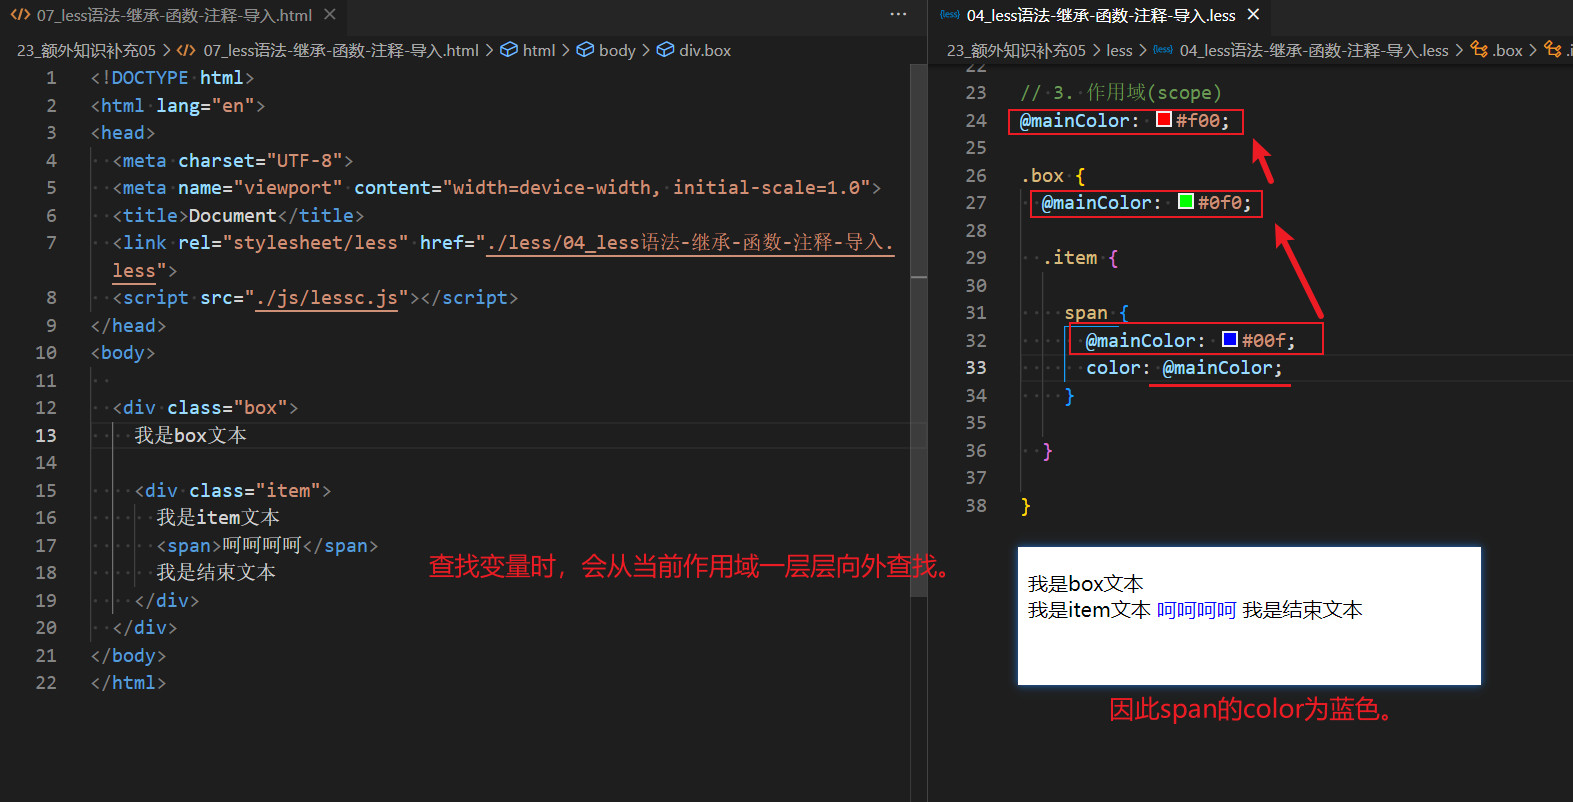 07_less语法-继承-函数-注释-导入.html
23_额外知识补充05 > 07_less语法-继承-函数-注释-导入.html > html > body > div.box
1 <!DOCTYPE html>
2 <html lang="en">
3 <head>
4 <meta charset="UTF-8">
5 <meta name="viewport" content="width=device-width, initial-scale=1.0">
6 <title>Document</title>
7 <link rel="stylesheet/less" href="./less/04_less语法-继承-函数-注释-导入.
less">
8 <script src="./js/lessc.js"></script>
9 </head>
10 <body>
11
12 <div class="box">
13 我是box文本
14
15 <div class="item">
16 我是item文本
17 <span>呵呵呵呵</span>
18 我是结束文本
19 </div>
20 </div>
21 </body>
22 </html>
查找变量时，会从当前作用域一层层向外查找。
{less} 04_less语法-继承-函数-注释-导入.less
23_额外知识补充05 > less > {less} 04_less语法-继承-函数-注释-导入.less > .box > .i
22
23 // 3. 作用域(scope)
24 @mainColor: #f00;
25
26 .box {
27 @mainColor: #0f0;
28
29 .item {
30
31 span {
32 @mainColor: #00f;
33 color: @mainColor;
34 }
35
36 }
37
38 }
我是box文本
我是item文本 呵呵呵呵 我是结束文本
因此span的color为蓝色。